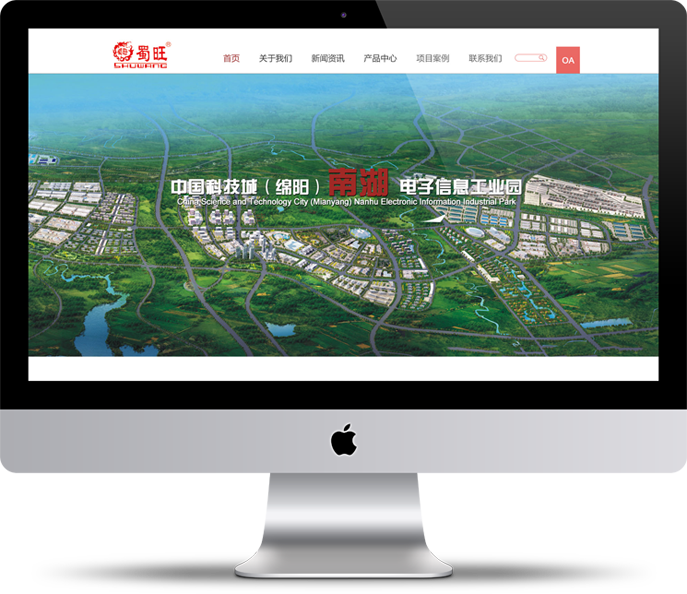 蜀旺®
SHUWANG
首页 关于我们 新闻资讯 产品中心 项目案例 联系我们 OA
中国科技城（绵阳）南湖 电子信息工业园
China Science and Technology City (Mianyang) Nanhu Electronic Information Industrial Park